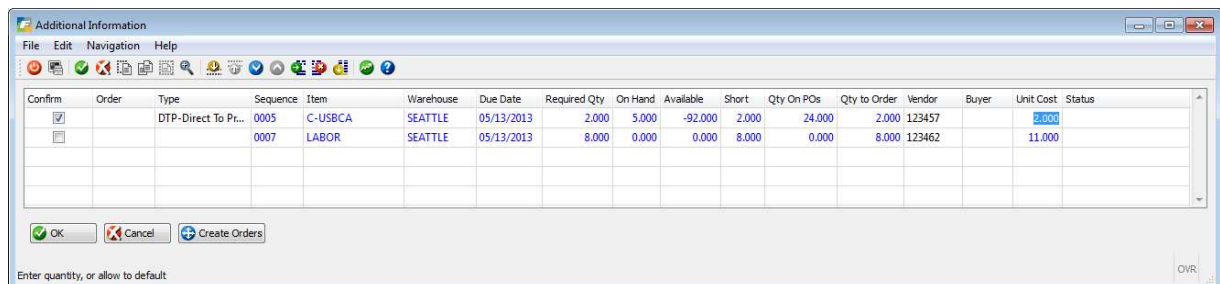 Additional Information
File Edit Navigation Help
Confirm Order Type Sequence Item Warehouse Due Date Required Qty On Hand Available Short Qty On POs Qty to Order Vendor Buyer Unit Cost Status
DTP-Direct To Pr... 0005 C-USBCA SEATTLE 05/13/2013 2.000 5.000 -92.000 2.000 24.000 2.000 123457 2.000
0007 LABOR SEATTLE 05/13/2013 8.000 0.000 0.000 8.000 0.000 8.000 123462 11.000
OK Cancel Create Orders
Enter quantity, or allow to default OVR